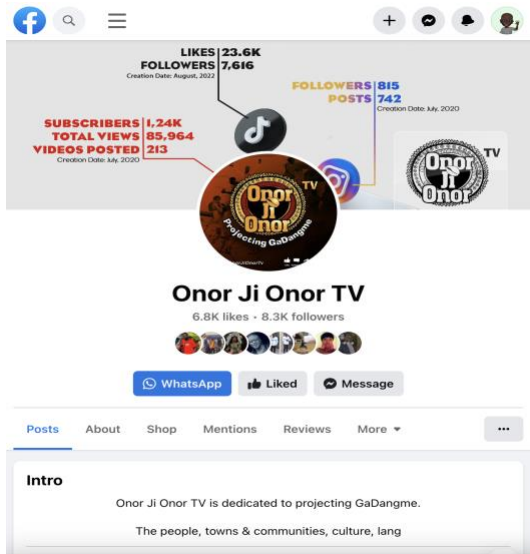 LIKES 23.6K
FOLLOWERS 7,616
Creation Date: August, 2022
FOLLOWERS 815
POSTS 742
Creation Date: July, 2020
SUBSCRIBERS 1,24K
TOTAL VIEWS 85,964
VIDEOS POSTED 213
Creation Date: July, 2020
Onor Ji Onor TV
Onor Ji Onor TV
Projecting GaDangme
Onor Ji Onor TV
6.8K likes • 8.3K followers
WhatsApp Liked Message
Posts About Shop Mentions Reviews More ...
Intro
Onor Ji Onor TV is dedicated to projecting GaDangme.
The people, towns & communities, culture, lang